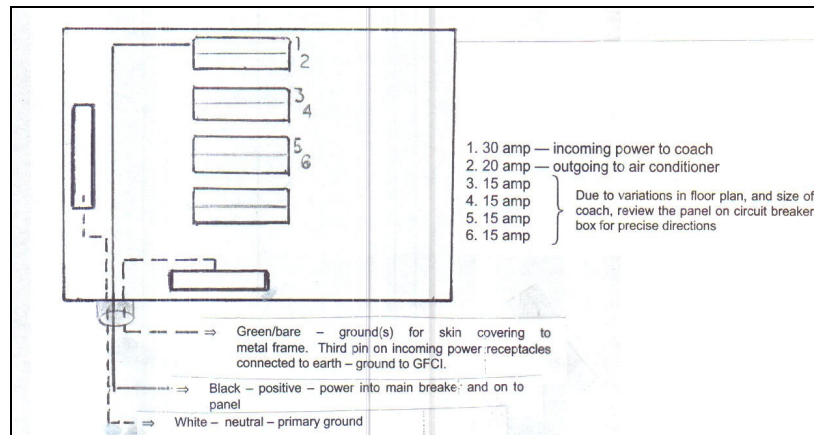 1
2
3
4
5
6
1. 30 amp — incoming power to coach
2. 20 amp — outgoing to air conditioner
3. 15 amp
4. 15 amp
5. 15 amp
6. 15 amp
Due to variations in floor plan, and size of
coach, review the panel on circuit breaker
box for precise directions
Green/bare – ground(s) for skin covering to
metal frame. Third pin on incoming power receptacles
connected to earth – ground to GFCI.
Black – positive – power into main breaker and on to
panel
White – neutral – primary ground